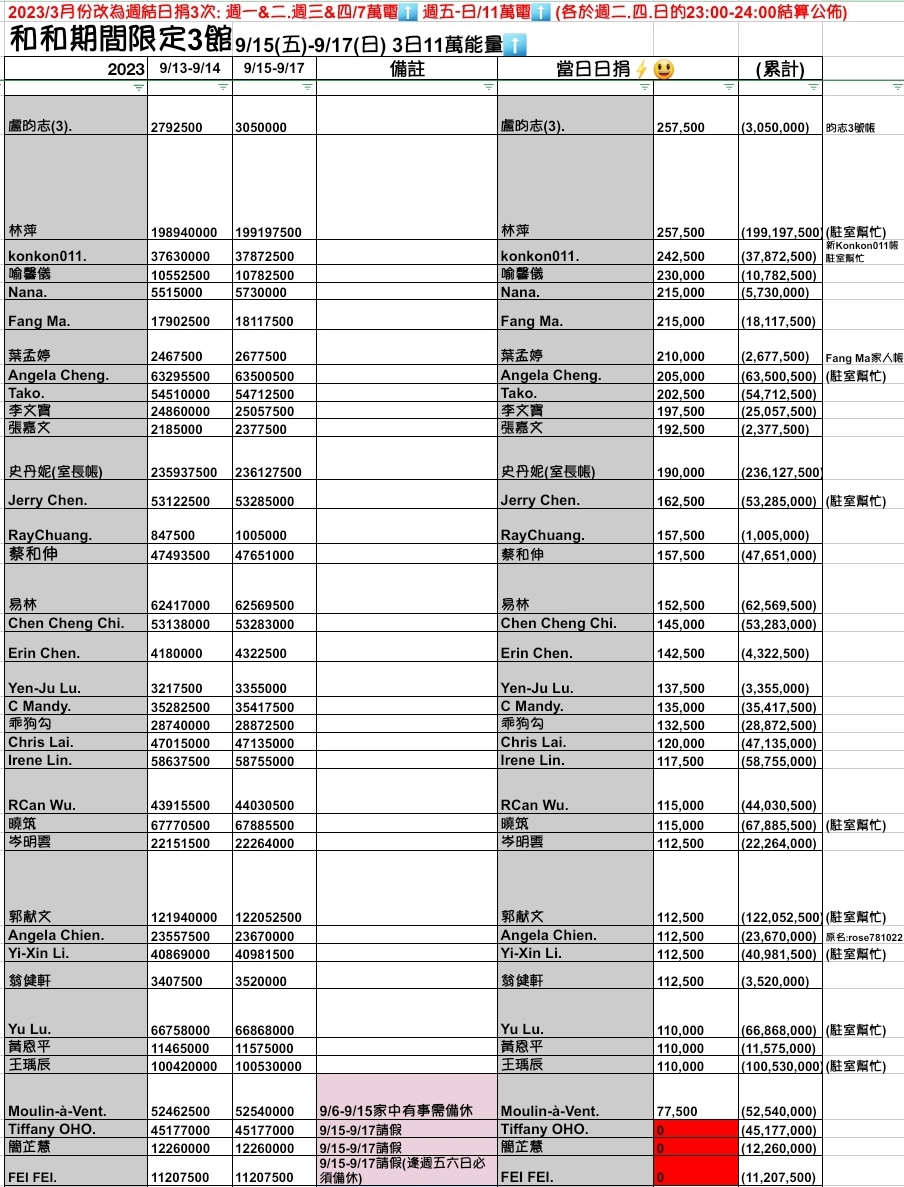 2023/3月份改為週結日捐3次: 週一&二.週三&四/7萬電⬆️ 週五-日/11萬電⬆️ (各於週二.四.日的23:00-24:00結算公佈)
和和期間限定3館 9/15(五)-9/17(日) 3日11萬能量⬆️
2023 9/13-9/14 9/15-9/17 備註 當日日捐⚡😃 (累計)
盧昀志(3). 2792500 3050000 盧昀志(3). 257,500 (3,050,000) 昀志3號帳
林萍 198940000 199197500 林萍 257,500 (199,197,500) (駐室幫忙)
konkon011. 37630000 37872500 konkon011. 242,500 (37,872,500) 新Konkon011帳
駐室幫忙
喻馨儀 10552500 10782500 喻馨儀 230,000 (10,782,500)
Nana. 5515000 5730000 Nana. 215,000 (5,730,000)
Fang Ma. 17902500 18117500 Fang Ma. 215,000 (18,117,500)
葉孟婷 2467500 2677500 葉孟婷 210,000 (2,677,500) Fang Ma家人帳
Angela Cheng. 63295500 63500500 Angela Cheng. 205,000 (63,500,500) (駐室幫忙)
Tako. 54510000 54712500 Tako. 202,500 (54,712,500)
李文寶 24860000 25057500 李文寶 197,500 (25,057,500)
張嘉文 2185000 2377500 張嘉文 192,500 (2,377,500)
史丹妮(室長帳) 235937500 236127500 史丹妮(室長帳) 190,000 (236,127,500)
Jerry Chen. 53122500 53285000 Jerry Chen. 162,500 (53,285,000) (駐室幫忙)
RayChuang. 847500 1005000 RayChuang. 157,500 (1,005,000)
蔡和伸 47493500 47651000 蔡和伸 157,500 (47,651,000)
易林 62417000 62569500 易林 152,500 (62,569,500)
Chen Cheng Chi. 53138000 53283000 Chen Cheng Chi. 145,000 (53,283,000)
Erin Chen. 4180000 4322500 Erin Chen. 142,500 (4,322,500)
Yen-Ju Lu. 3217500 3355000 Yen-Ju Lu. 137,500 (3,355,000)
C Mandy. 35282500 35417500 C Mandy. 135,000 (35,417,500)
乖狗勾 28740000 28872500 乖狗勾 132,500 (28,872,500)
Chris Lai. 47015000 47135000 Chris Lai. 120,000 (47,135,000)
Irene Lin. 58637500 58755000 Irene Lin. 117,500 (58,755,000)
RCan Wu. 43915500 44030500 RCan Wu. 115,000 (44,030,500)
曉筑 67770500 67885500 曉筑 115,000 (67,885,500) (駐室幫忙)
岑明雲 22151500 22264000 岑明雲 112,500 (22,264,000)
郭献文 121940000 122052500 郭献文 112,500 (122,052,500) (駐室幫忙)
Angela Chien. 23557500 23670000 Angela Chien. 112,500 (23,670,000) 原名:rose781022
Yi-Xin Li. 40869000 40981500 Yi-Xin Li. 112,500 (40,981,500) (駐室幫忙)
翁健軒 3407500 3520000 翁健軒 112,500 (3,520,000)
Yu Lu. 66758000 66868000 Yu Lu. 110,000 (66,868,000) (駐室幫忙)
黃恩平 11465000 11575000 黃恩平 110,000 (11,575,000)
王瑀辰 100420000 100530000 王瑀辰 110,000 (100,530,000) (駐室幫忙)
Moulin-à-Vent. 52462500 52540000 9/6-9/15家中有事需備休 Moulin-à-Vent. 77,500 (52,540,000)
Tiffany OHO. 45177000 45177000 9/15-9/17請假 Tiffany OHO. 0 (45,177,000)
簡芷慧 12260000 12260000 9/15-9/17請假 簡芷慧 0 (12,260,000)
FEI FEI. 11207500 11207500 9/15-9/17請假(逢週五六日必
須備休) FEI FEI. 0 (11,207,500)